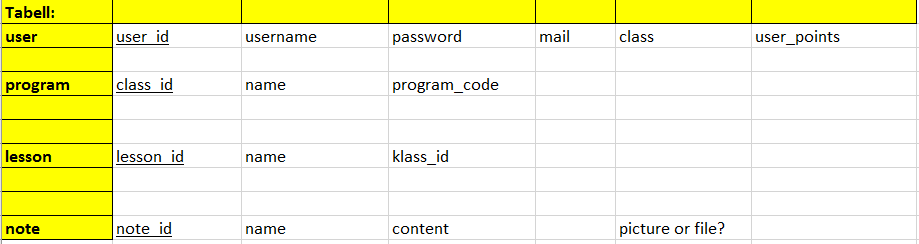 Tabell:
user user_id username password mail class user_points
program class_id name program_code
lesson lesson_id name klass_id
note note_id name content picture or file?